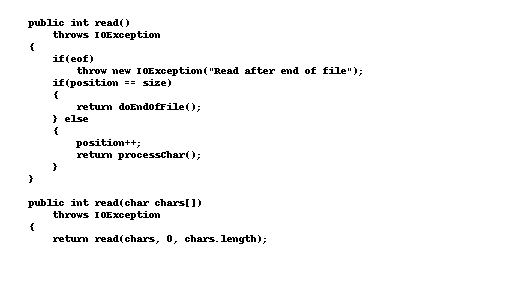 public int read()
    throws IOException
{
    if(eof)
        throw new IOException("Read after end of file");
    if(position == size)
    {
        return doEndOfFile();
    } else
    {
        position++;
        return processChar();
    }
}

public int read(char chars[])
    throws IOException
{
    return read(chars, 0, chars.length);